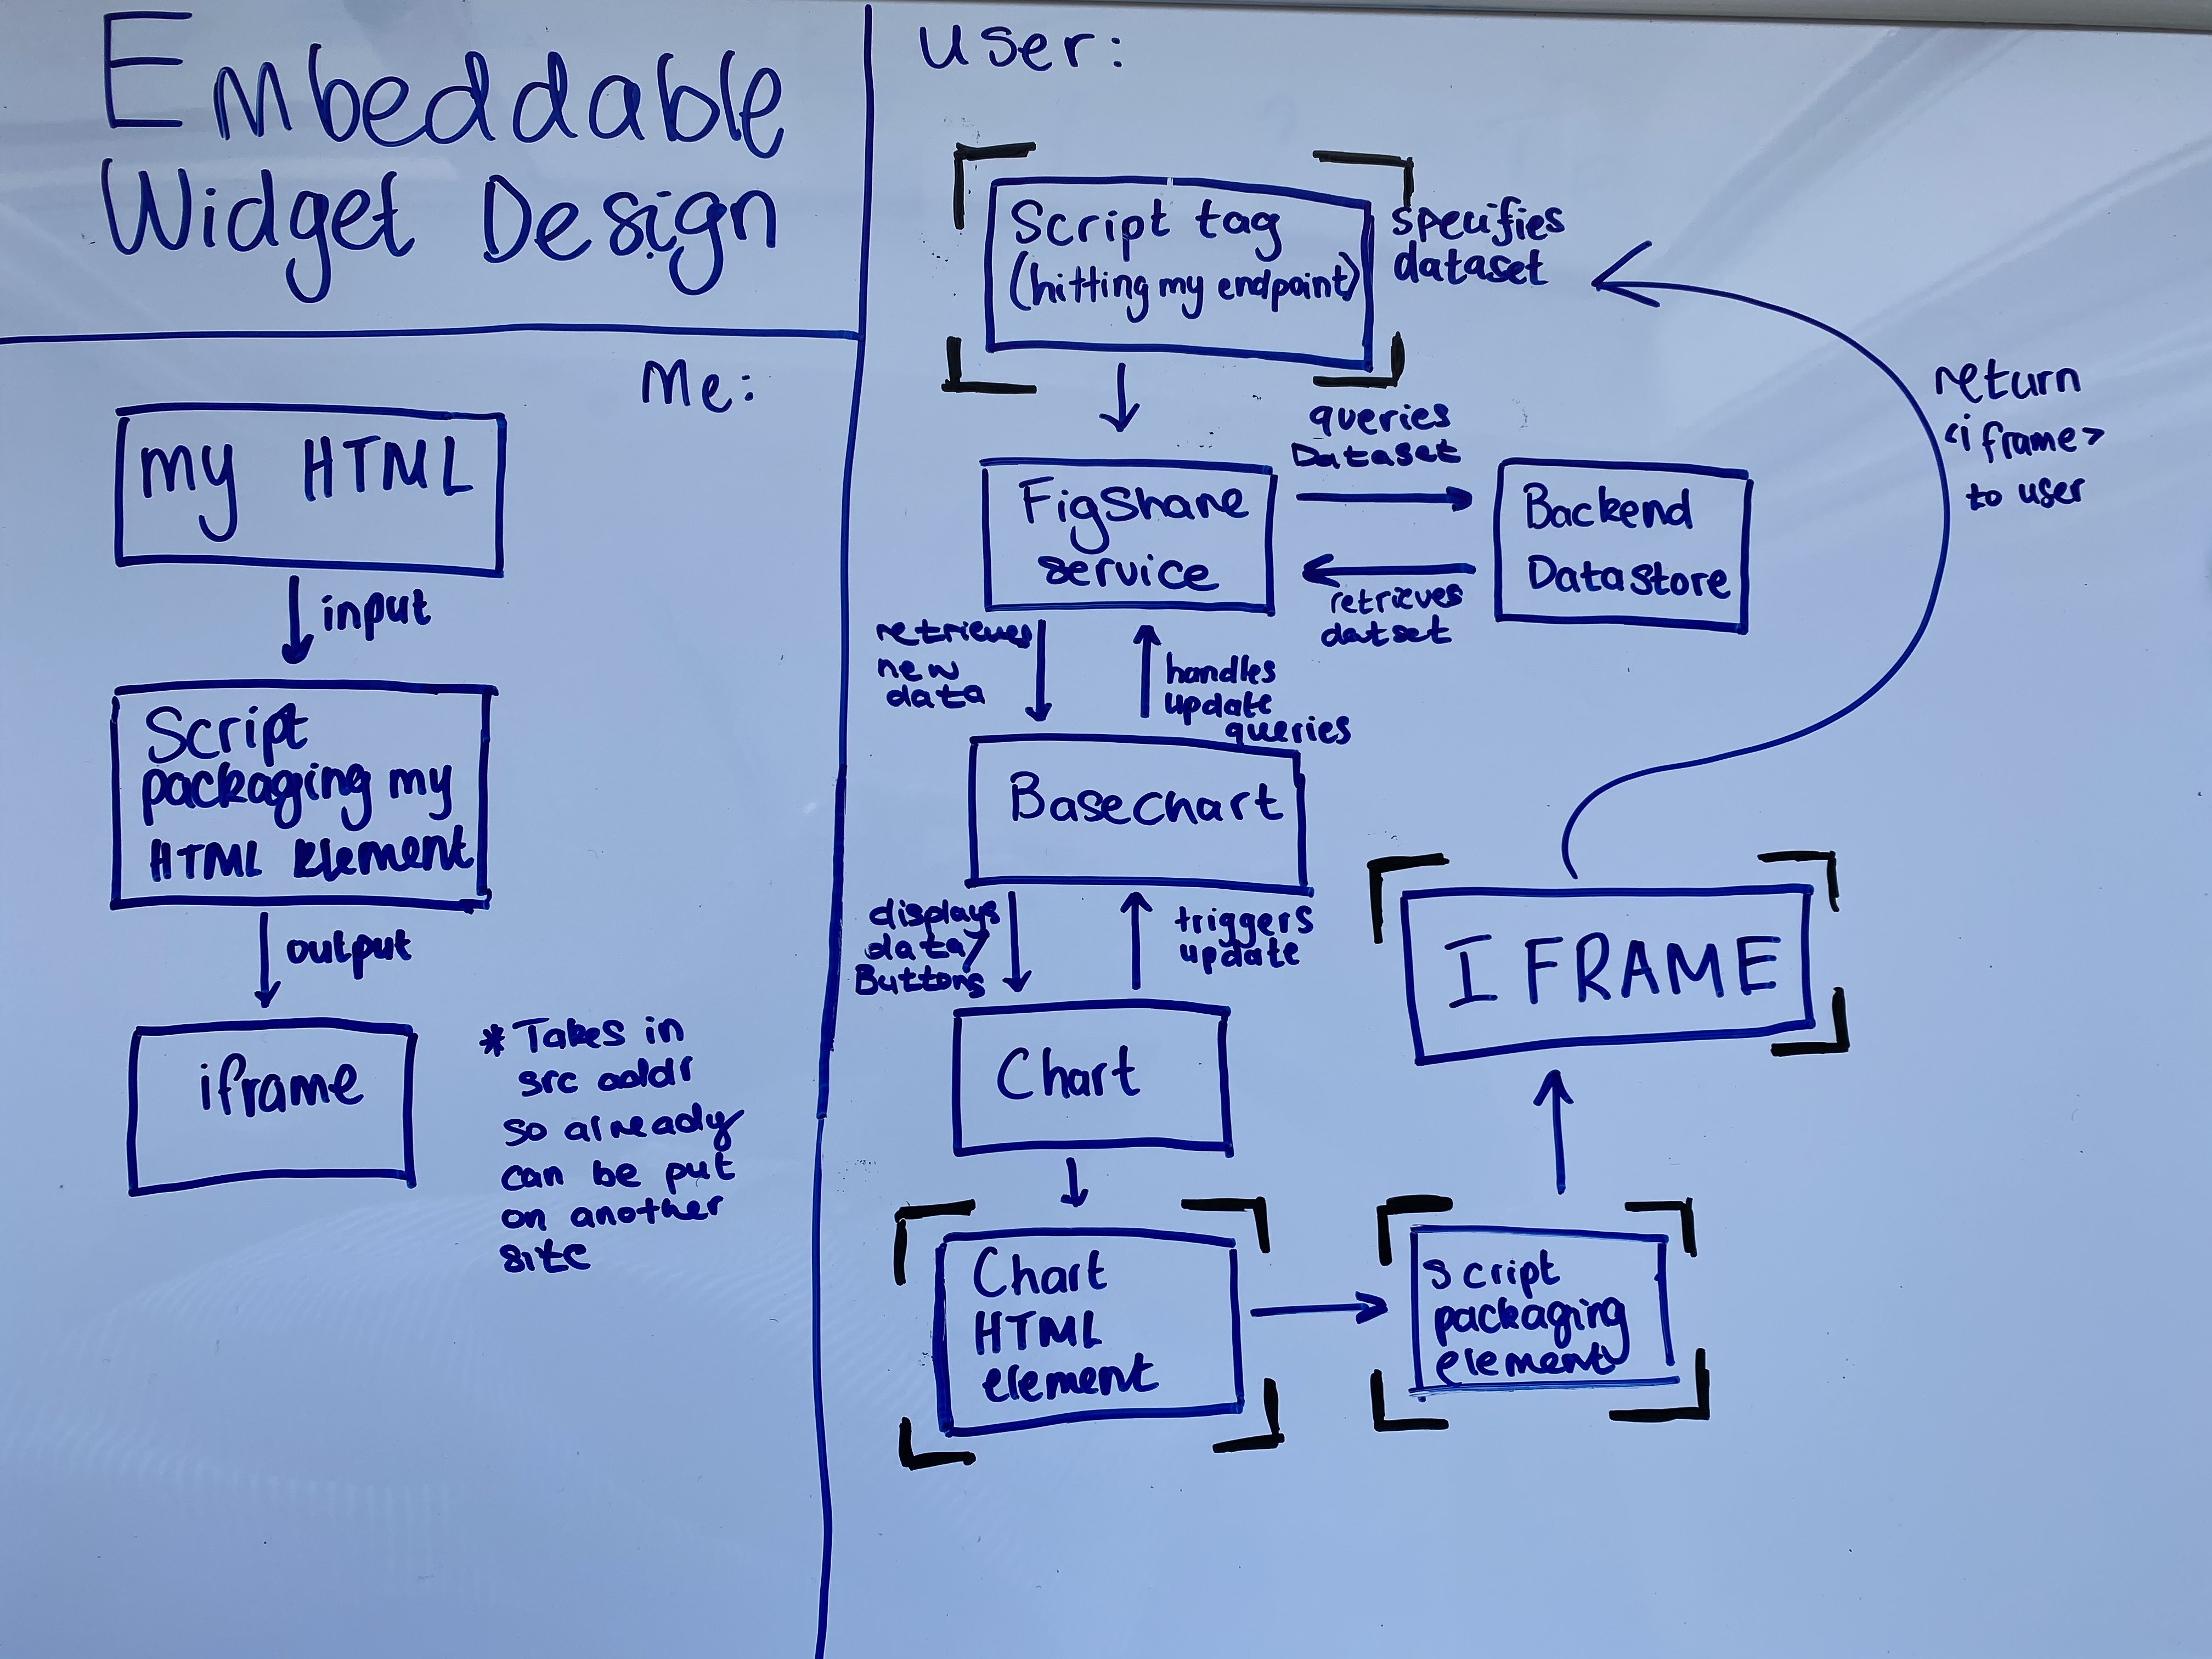 Embeddable
Widget Design
Me:
My HTML
input
Script
packaging my
HTML Element
output
iframe
*Takes in
src addr
so already
can be put
on another
site
User:
Script tag
(hitting my endpoint)
specifies
dataset
return
<iframe>
to user
Figshare
service
queries
Dataset
retrieves
dataset
Backend
Datastore
retrieves
new
data
handles
update
queries
Basechart
displays
data/
Buttons
triggers
update
Chart
Chart
HTML
element
script
packaging
element
IFRAME